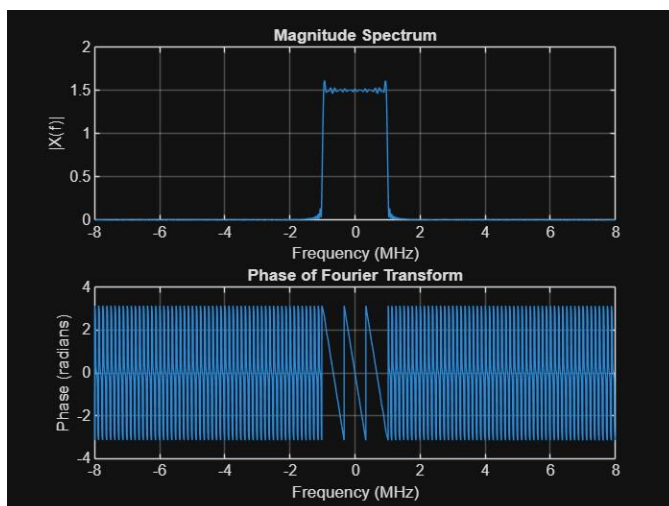 Magnitude Spectrum
2
1.5
1
0.5
0
|X(f)|
-8 -6 -4 -2 0 2 4 6 8
Frequency (MHz)
Phase of Fourier Transform
4
2
0
-2
-4
Phase (radians)
-8 -6 -4 -2 0 2 4 6 8
Frequency (MHz)